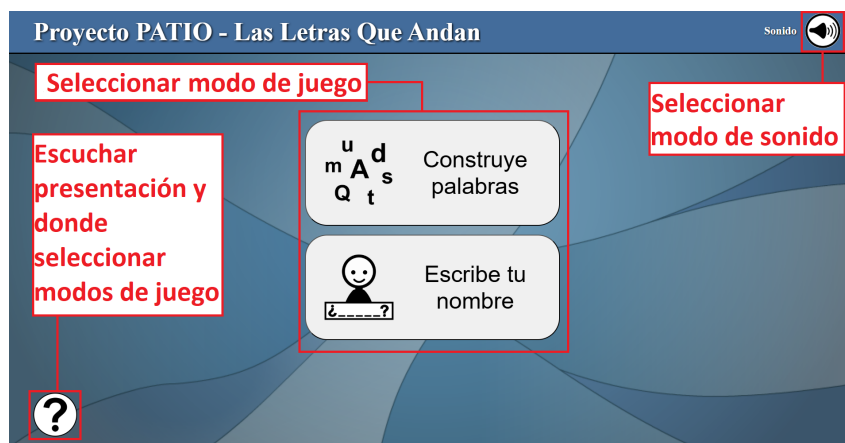 Proyecto PATIO - Las Letras Que Andan
Sonido
Seleccionar modo de juego
Seleccionar
modo de sonido
Escuchar
presentación y
donde
seleccionar
modos de juego
u
d
m
A
s
Q
t
Construye
palabras
Escribe tu
nombre
¿_____?
?